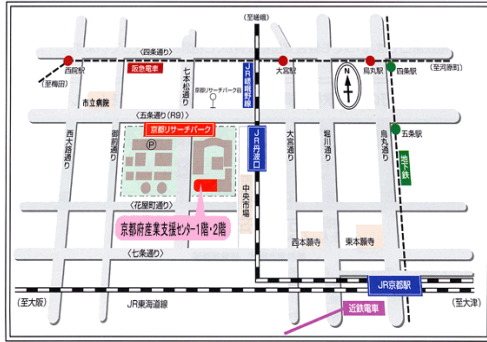 (至嵯峨)
〈四条通り〉
西院駅
大宮駅
烏丸駅
四条駅
(至梅田)
阪急電車
(至河原町)
七本松通り
JR嵯峨野線
N
京都リサーチパーク前
市立病院
〈五条通り(R9)〉
京都リサーチパーク
五条駅
西大路通り
御前通り
P
JR丹波口
大宮通り
堀川通り
烏丸通り
地下鉄
中央市場
〈花屋町通り〉
京都府産業支援センター1階・2階
西本願寺
東本願寺
〈七条通り〉
JR京都駅
(至大阪)
JR東海道線
(至大津)
近鉄電車